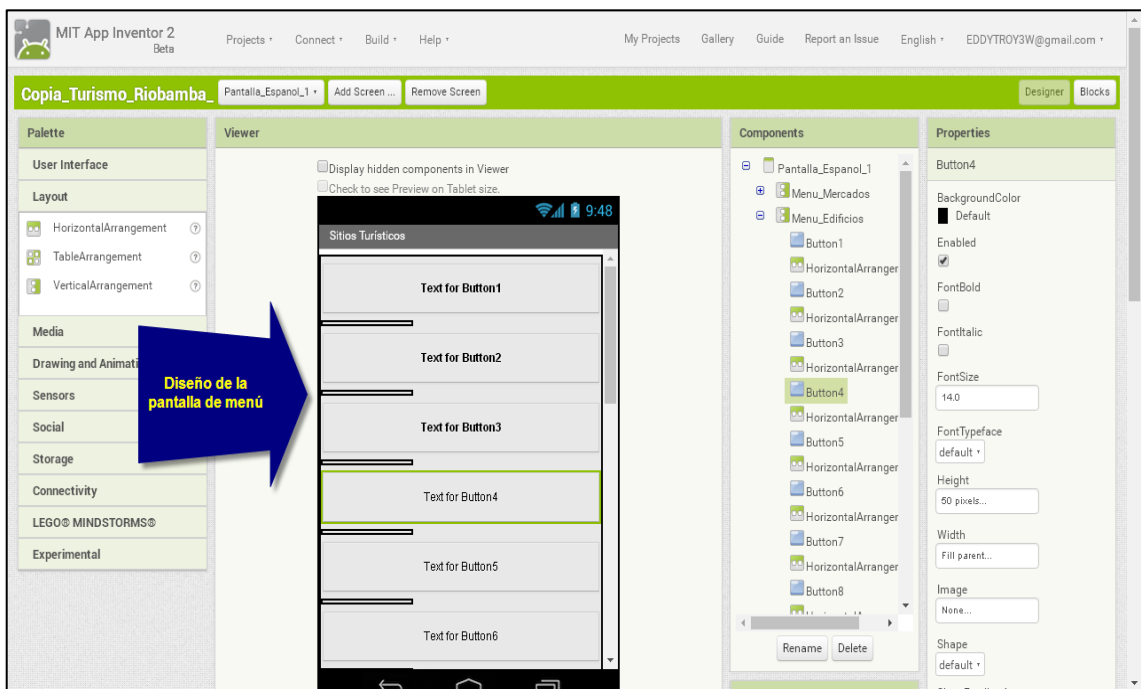 MIT App Inventor 2
Beta
Projects Connect Build Help My Projects Gallery Guide Report an Issue English EDDYTROY3W@gmail.com
Copia_Turismo_Riobamba_ Pantalla_Espanol_1 Add Screen ... Remove Screen Designer Blocks
Palette
User Interface
Layout
HorizontalArrangement
TableArrangement
VerticalArrangement
Media
Drawing and Animati
Sensors
Social
Storage
Connectivity
LEGO® MINDSTORMS®
Experimental
Diseño de la
pantalla de menú
Viewer
Display hidden components in Viewer
Check to see Preview on Tablet size.
9:48
Sitios Turísticos
Text for Button1
Text for Button2
Text for Button3
Text for Button4
Text for Button5
Text for Button6
Components
Pantalla_Espanol_1
Menu_Mercados
Menu_Edificios
Button1
HorizontalArranger
Button2
HorizontalArranger
Button3
HorizontalArranger
Button4
HorizontalArranger
Button5
HorizontalArranger
Button6
HorizontalArranger
Button7
HorizontalArranger
Button8
Rename Delete
Properties
Button4
BackgroundColor
Default
Enabled
FontBold
FontItalic
FontSize
14.0
FontTypeface
default
Height
50 pixels...
Width
Fill parent...
Image
None...
Shape
default